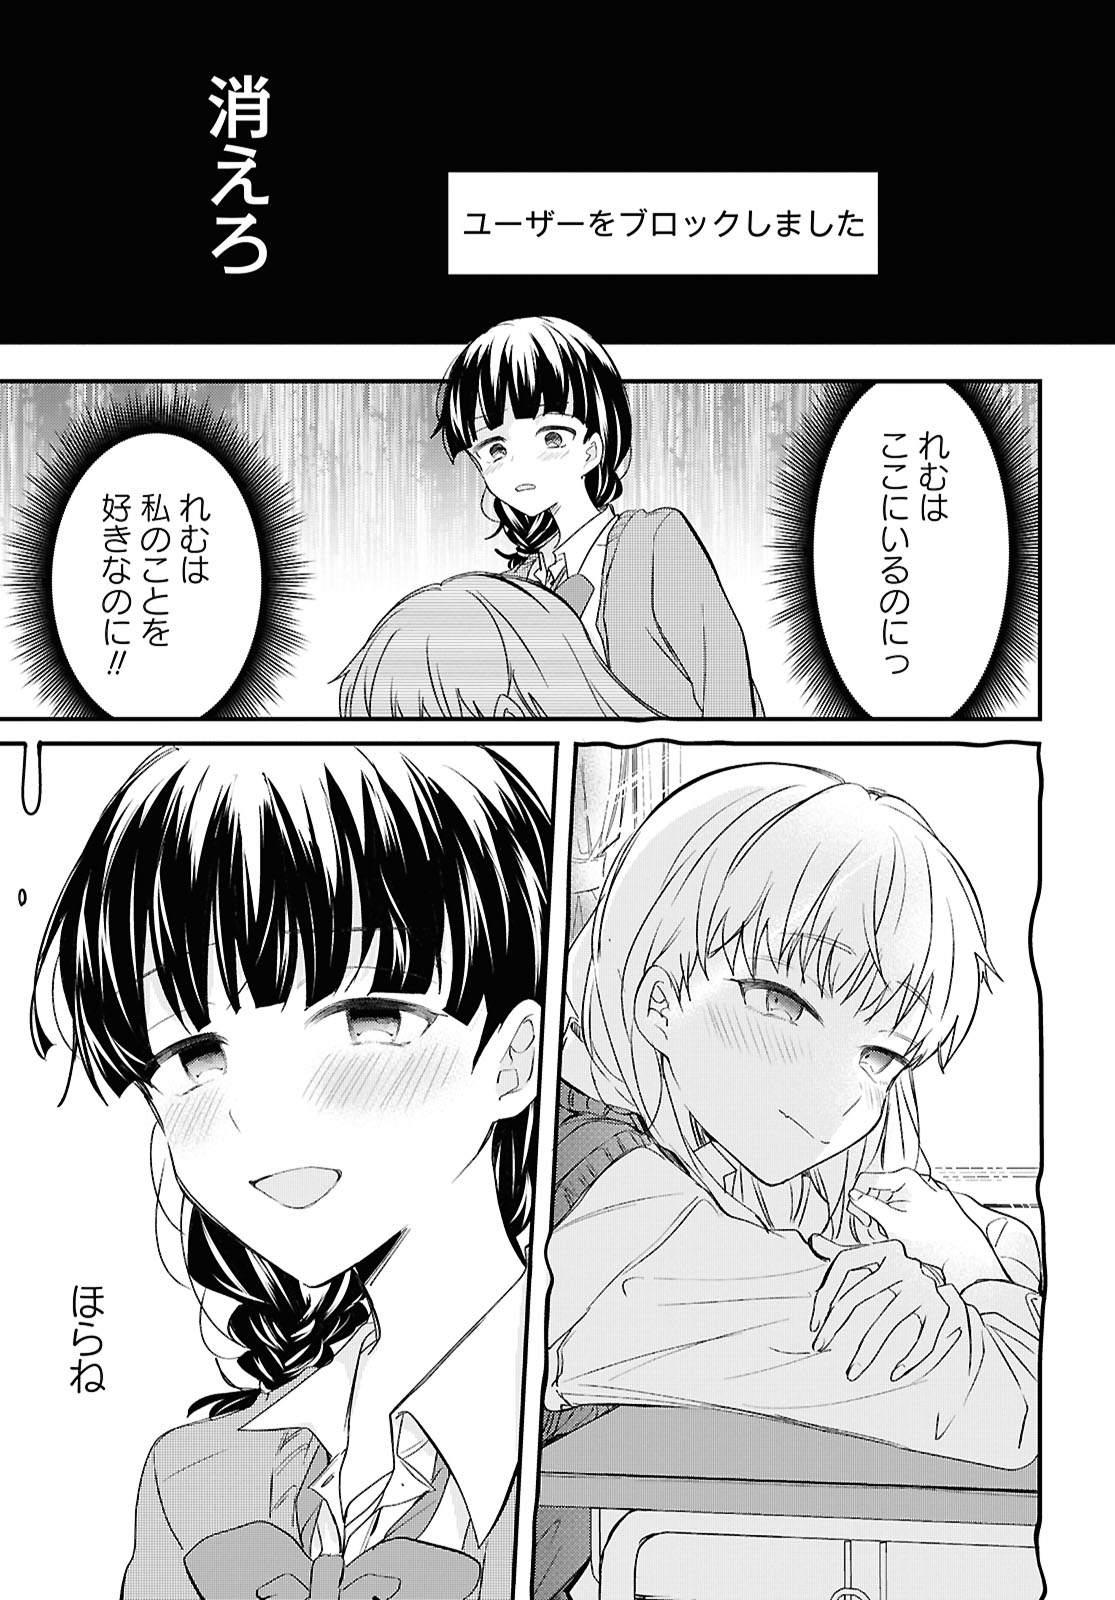 ユーザーをブロックしました
消えろ
れむは
ここにいるのにっ
れむは
私のことを
好きなのに!!
ほらね